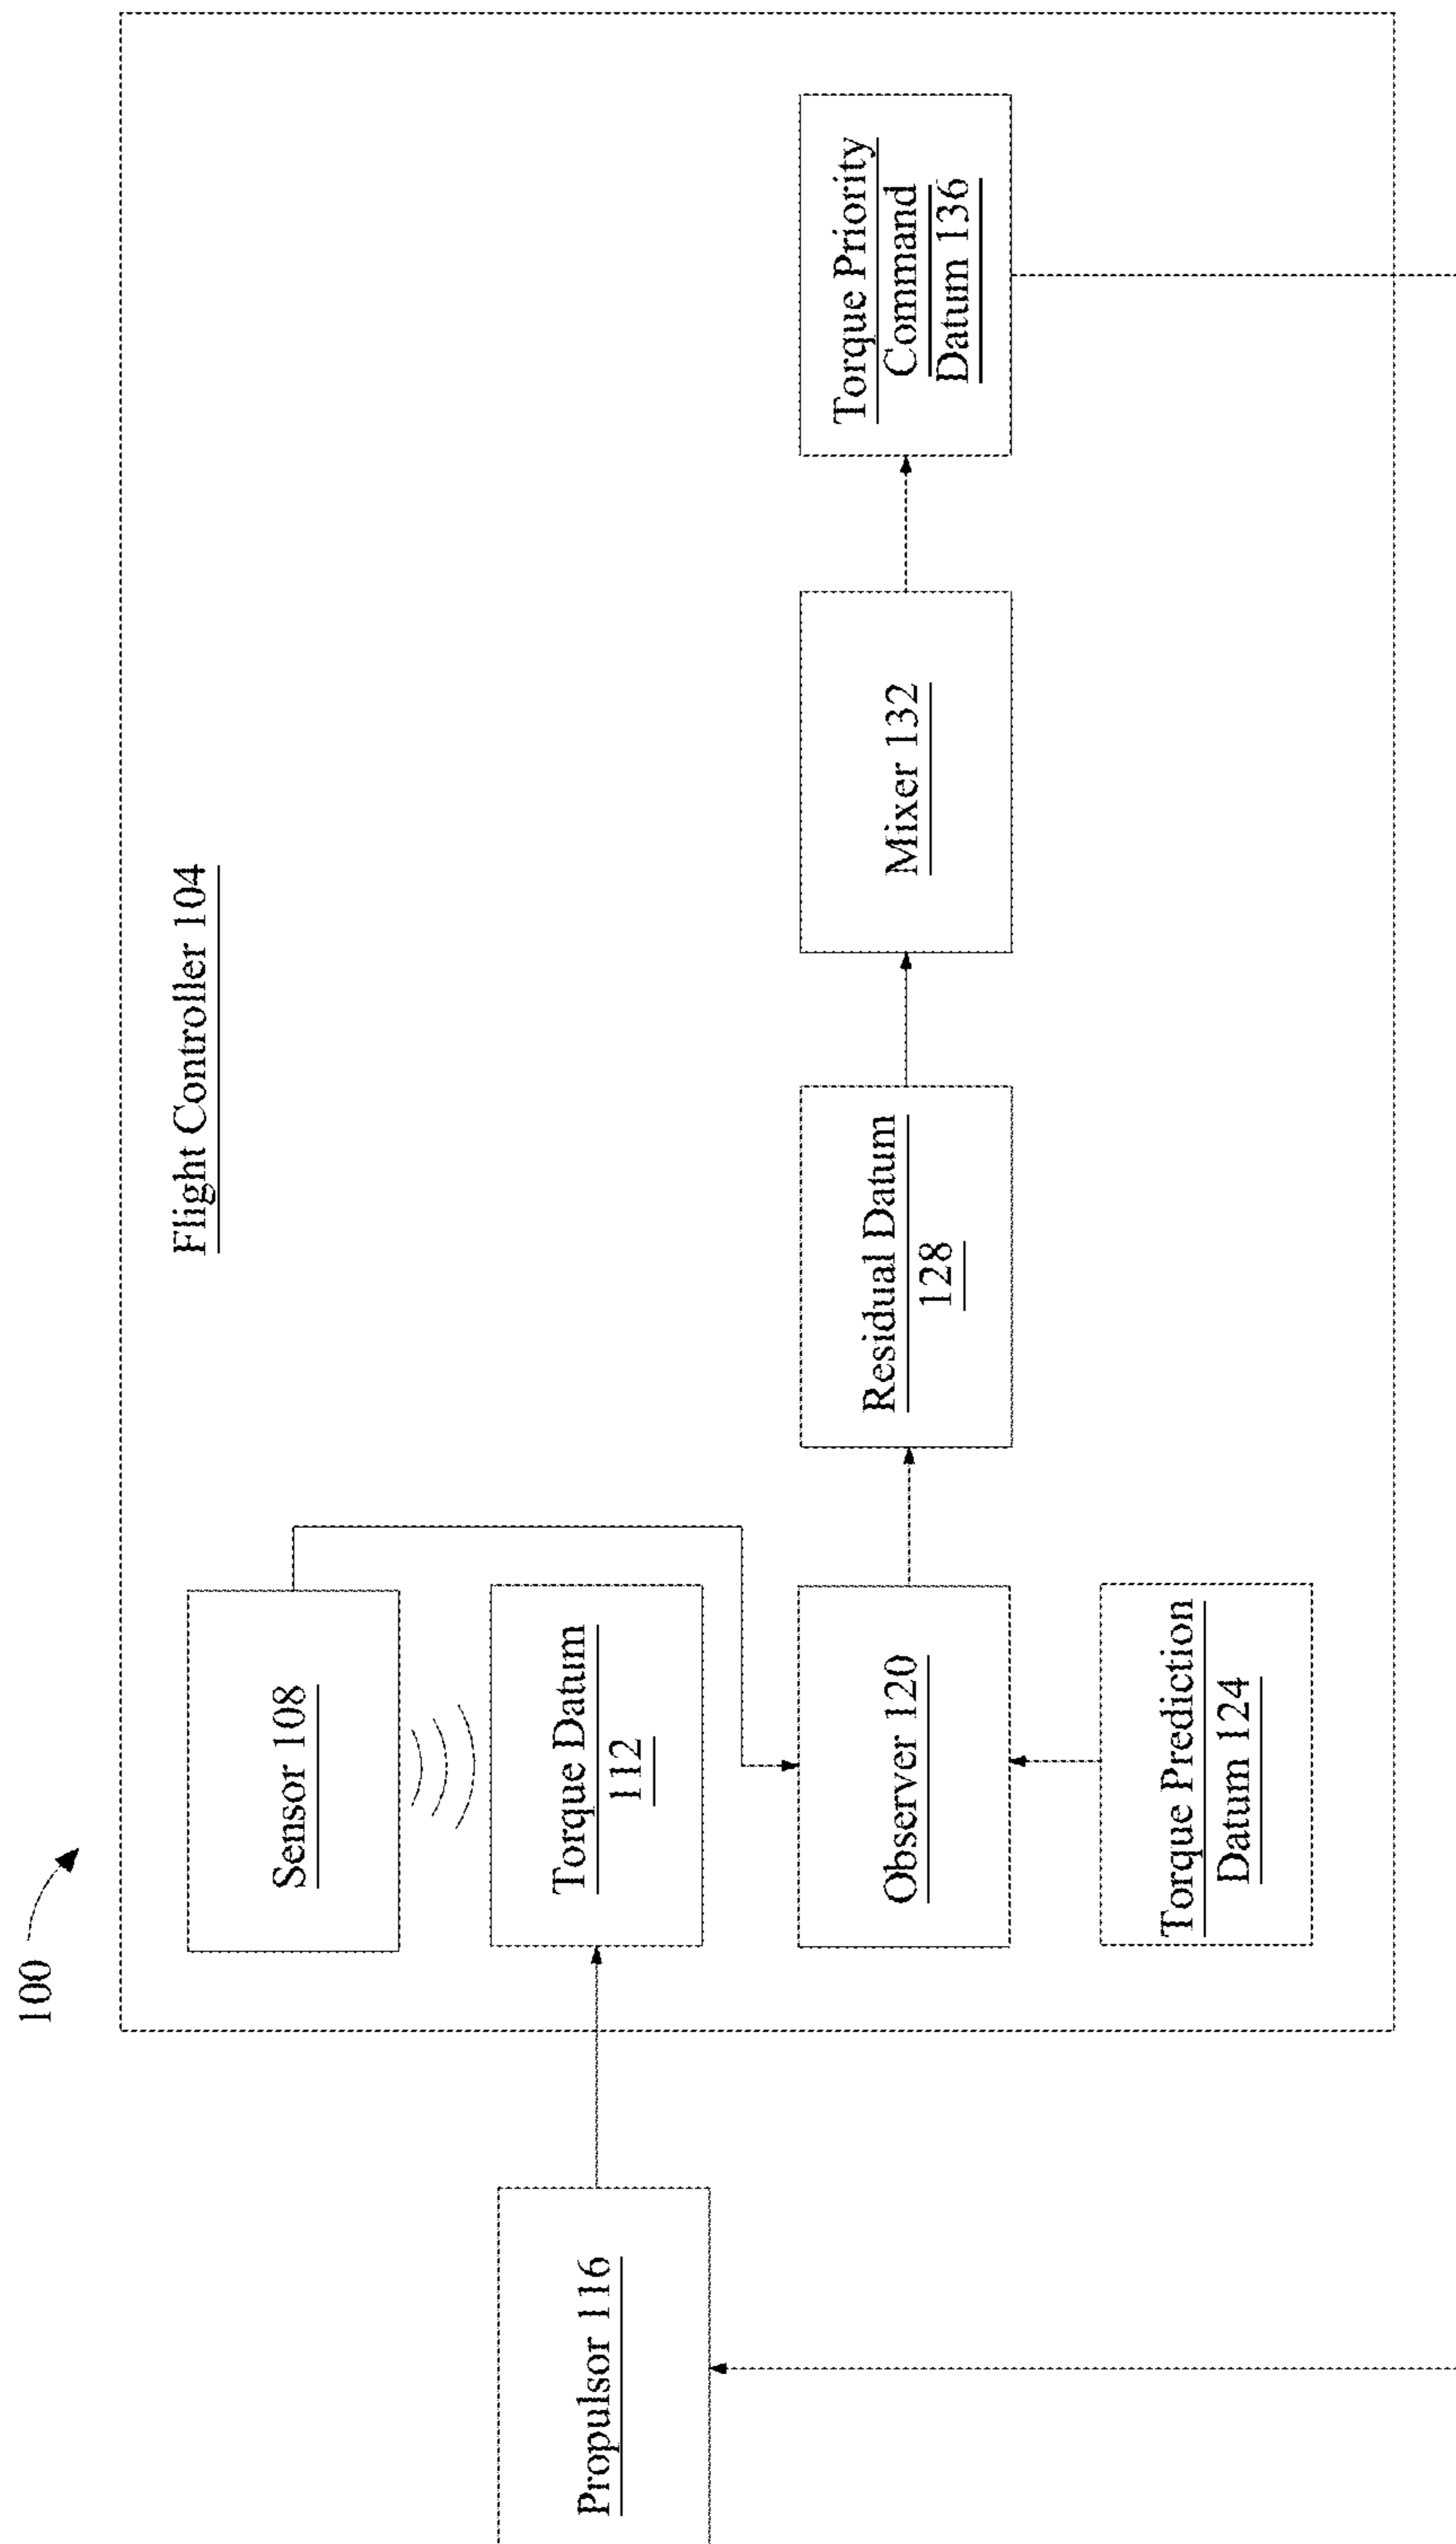 100
Flight Controller 104
Sensor 108
Torque Datum
112
Propulsor 116
Observer 120
Torque Prediction
Datum 124
Residual Datum
128
Mixer 132
Torque Priority
Command
Datum 136